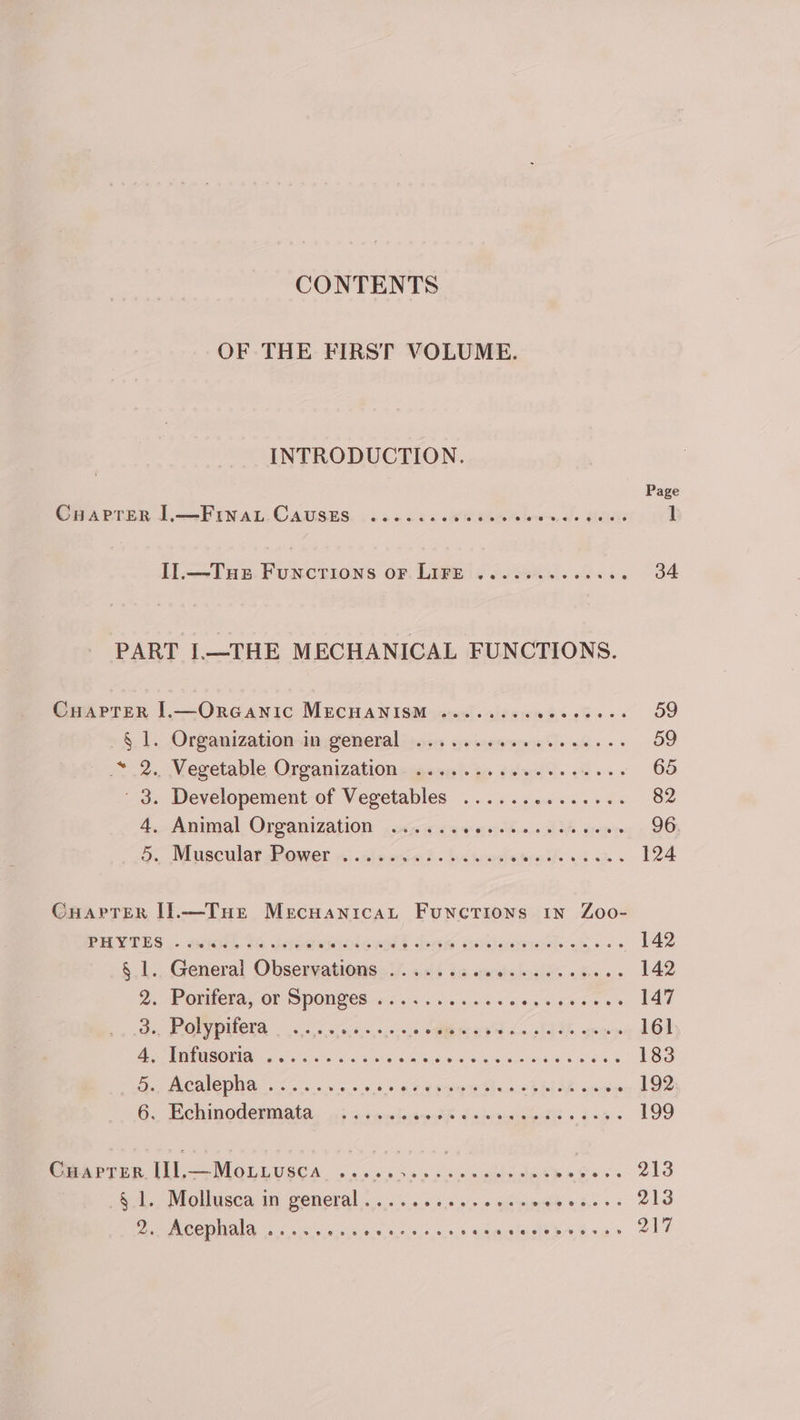 CONTENTS
OF THE FIRST VOLUME.
INTRODUCTION.
Page
CHAPTER I.—FINAL CAUSES .......................... 1
II.—THE FUNCTIONS OF LIFE .............. 34
PART I.—THE MECHANICAL FUNCTIONS.
CHAPTER I.—ORGANIC MECHANISM .................. 59
§ 1. Organization in general .................... 59
2. Vegetable Organization .................... 65
3. Developement of Vegetables ............... 82
4. Animal Organization ...................... 96
5. Muscular Power .......................... 124
CHAPTER II.—THE MECHANICAL FUNCTIONS IN ZOO-
PHYTES ........................................ 142
§ 1. General Observations ...................... 142
2. Porifera, or Sponges ....................... 147
3. Polypifera ................................ 161
4. Infusoria ................................. 183
5. Acalepha ................................. 192
6. Echinodermata ........................... 199
CHAPTER III.—MOLLUSCA .......................... 213
§ 1. Mollusca in general ........................ 213
2. Acephala ................................. 217